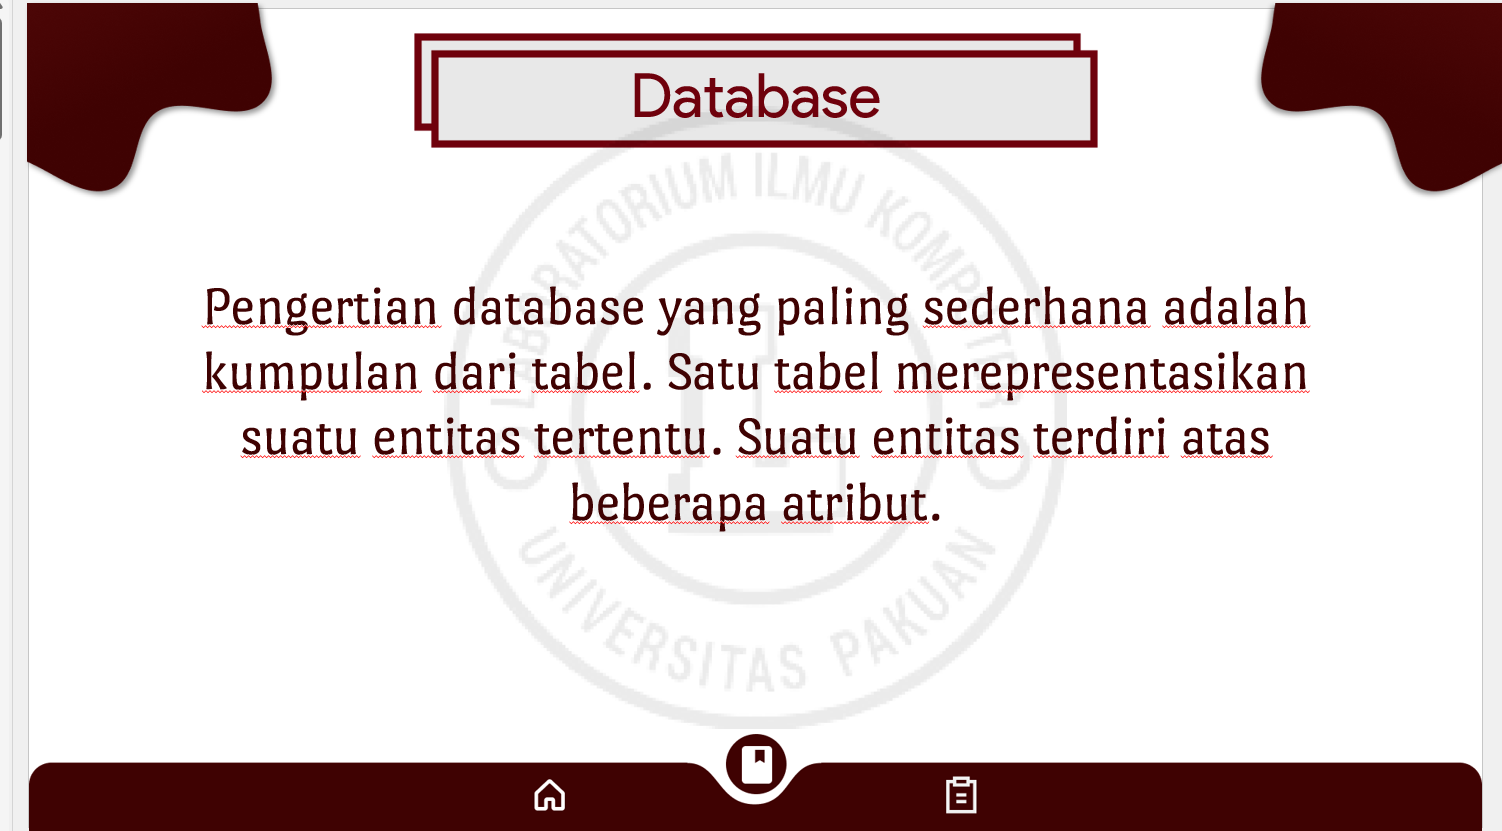 Database
LABORATORIUM ILMU KOMPUTER
Pengertian database yang paling sederhana adalah
kumpulan dari tabel. Satu tabel merepresentasikan
suatu entitas tertentu. Suatu entitas terdiri atas
beberapa atribut.
UNIVERSITAS PAKUAN